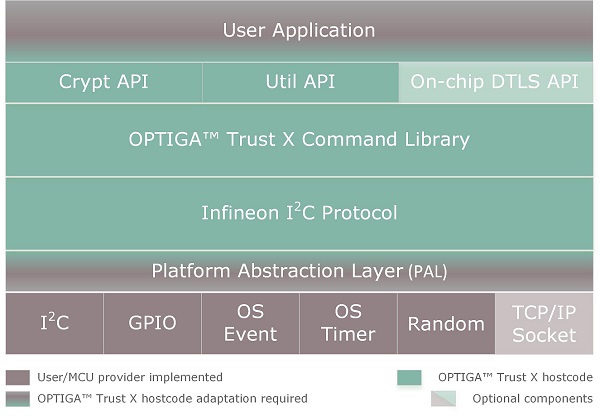 User Application
Crypt API
Util API
On-chip DTLS API
OPTIGA™ Trust X Command Library
Infineon I²C Protocol
Platform Abstraction Layer (PAL)
I²C
GPIO
OS
Event
OS
Timer
Random
TCP/IP
Socket
User/MCU provider implemented
OPTIGA™ Trust X hostcode
OPTIGA™ Trust X hostcode adaptation required
Optional components